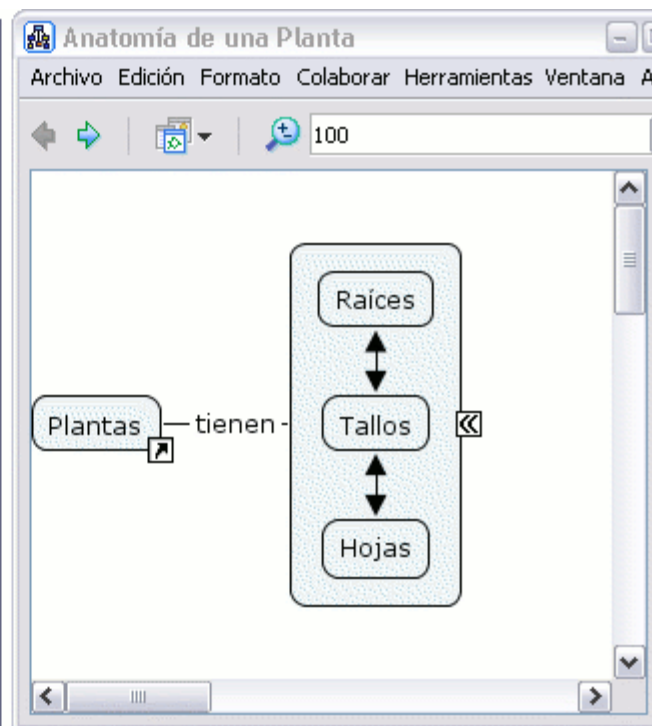 Anatomía de una Planta
Archivo Edición Formato Colaborar Herramientas Ventana A
100
Raíces
Plantas tienen Tallos
Hojas